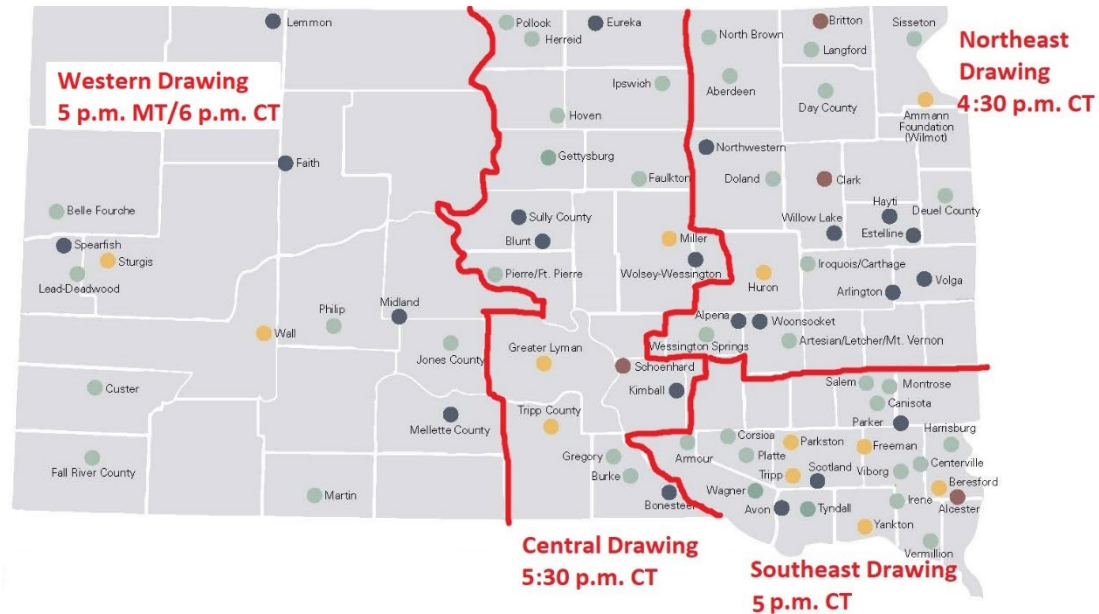 Lemmon
Pollock
Herreid
Eureka
North Brown
Britton
Langford
Sisseton
Northeast
Drawing
4:30 p.m. CT
Western Drawing
5 p.m. MT/6 p.m. CT
Ipswich
Aberdeen
Day County
Ammann
Foundation
(Wilmot)
Hoven
Faith
Gettysburg
Northwestern
Faulkton
Doland
Clark
Belle Fourche
Sully County
Hayti
Willow Lake
Deuel County
Estelline
Spearfish
Blunt
Miller
Sturgis
Lead-Deadwood
Pierre/Ft. Pierre
Wolsey-Wessington
Huron
Iroquois/Carthage
Volga
Arlington
Midland
Philip
Wall
Alpena
Woonsocket
Wessington Springs
Artesian/Letcher/Mt. Vernon
Jones County
Greater Lyman
Schoenhard
Kimball
Custer
Salem
Montrose
Canisota
Mellette County
Tripp County
Parker
Harrisburg
Corsioa
Parkston
Freeman
Fall River County
Gregory
Burke
Armour
Platte
Tripp
Scotland
Viborg
Centerville
Beresford
Martin
Bonesteel
Wagner
Avon
Tyndall
Irene
Alcester
Yankton
Vermillion
Central Drawing
5:30 p.m. CT
Southeast Drawing
5 p.m. CT